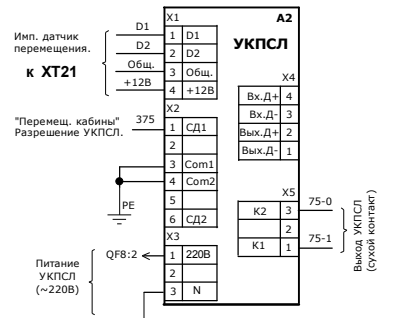 X1
A2
УКПСЛ
Имп. датчик
перемещения.
к XT21
D1
D2
Общ.
+12В
1 D1
2 D2
3 Общ.
4 +12В
X4
Вх.Д+ 4
Вх.Д- 3
Вых.Д+ 2
Вых.Д- 1
X2
"Перемещ. кабины"
Разрешение УКПСЛ.
375
1 СД1
2
3 Com1
4 Com2
5
6 СД2
PE
X5
К2 3
2
К1 1
75-0
75-1
Выход УКПСЛ
(сухой контакт)
X3
Питание
УКПСЛ
(~220В)
QF8:2
1 220В
2
3 N